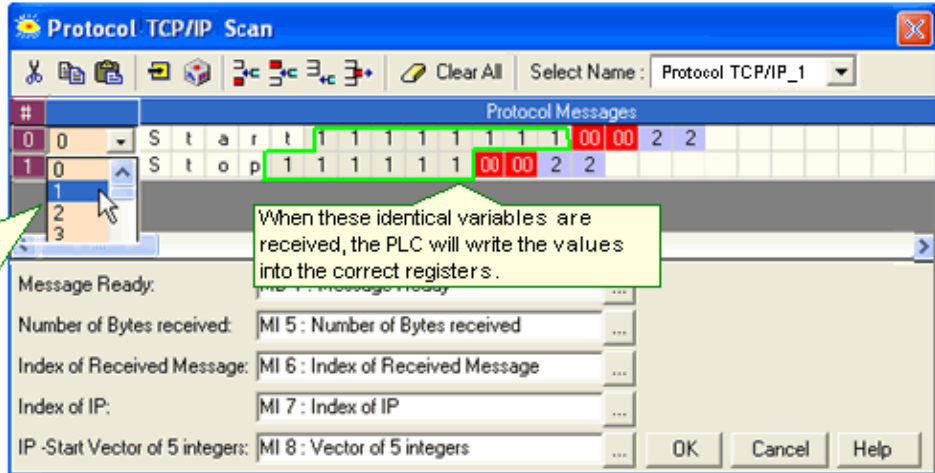 Protocol TCP/IP Scan
Clear All Select Name : Protocol TCP/IP_1
# Protocol Messages
0 0 S t a r t 1 1 1 1 1 1 1 1 00 00 2 2
1 0 S t o p 1 1 1 1 1 1 00 00 2 2
1
2
3
When these identical variables are
received, the PLC will write the values
into the correct registers.
Message Ready: Message Ready ...
Number of Bytes received: MI 5 : Number of Bytes received ...
Index of Received Message: MI 6 : Index of Received Message ...
Index of IP: MI 7 : Index of IP ...
IP -Start Vector of 5 integers: MI 8 : Vector of 5 integers ... OK Cancel Help